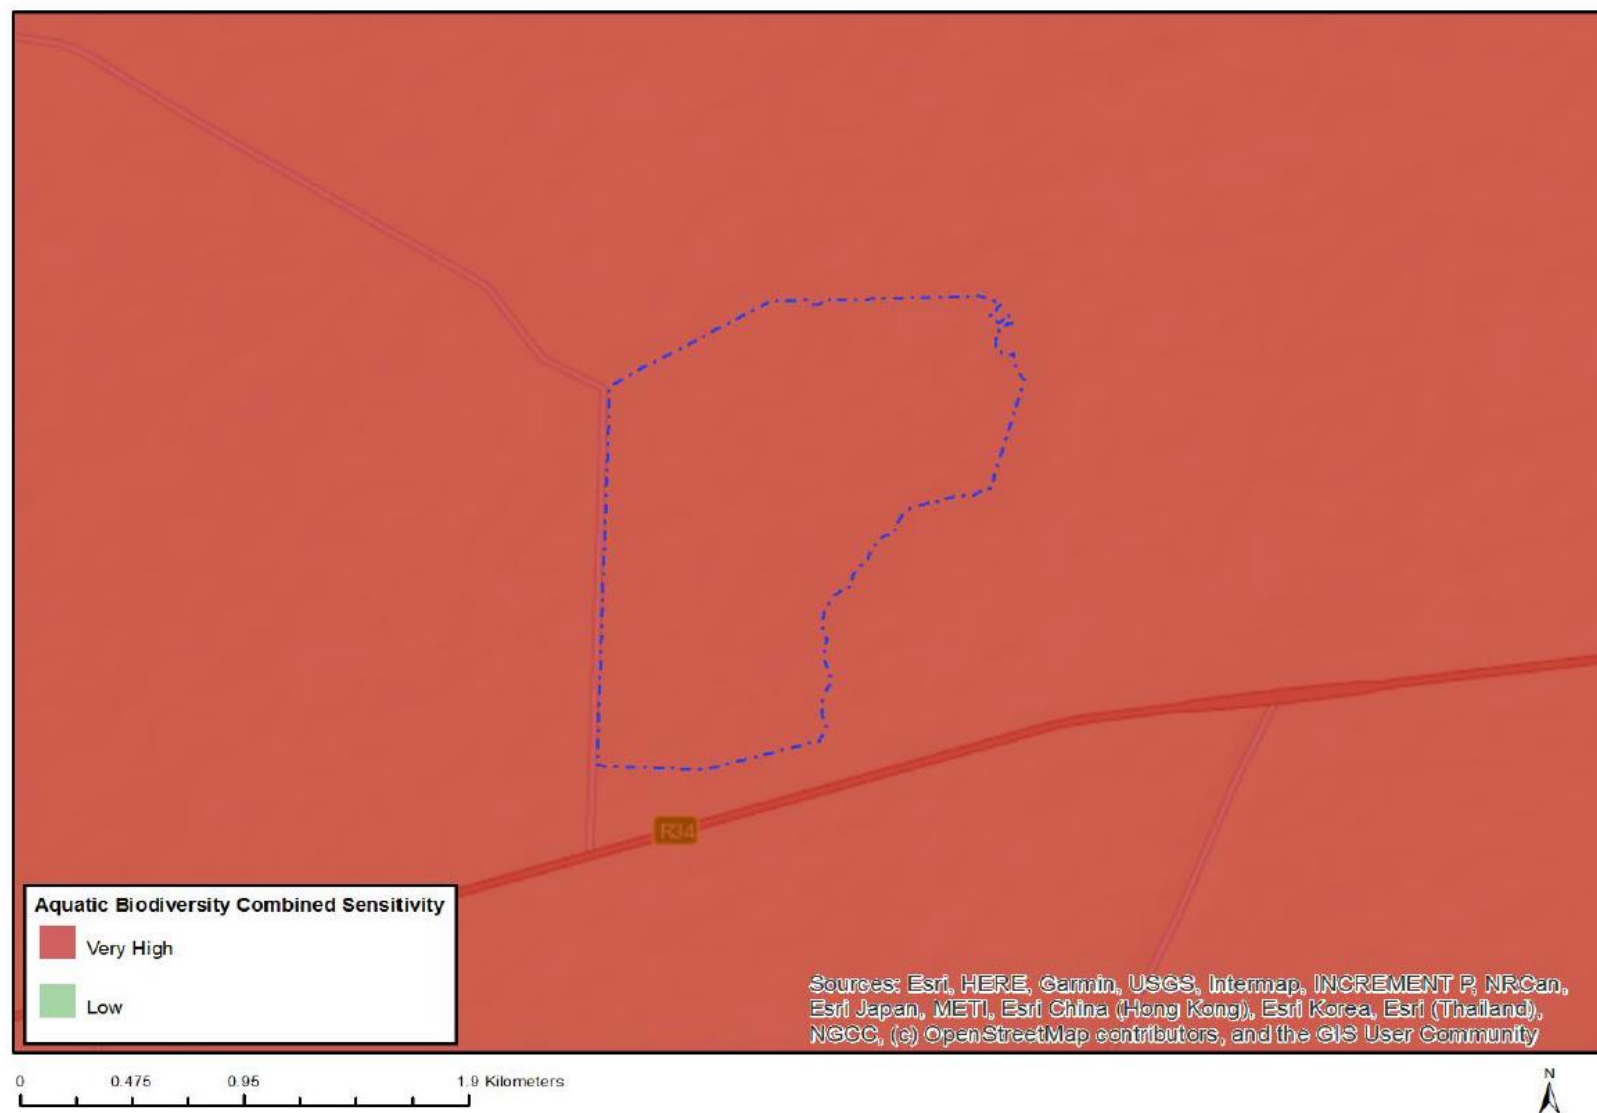 R34
Aquatic Biodiversity Combined Sensitivity
Very High
Low
Sources: Esri, HERE, Garmin, USGS, Intermap, INCREMENT P, NRCan,
Esri Japan, METI, Esri China (Hong Kong), Esri Korea, Esri (Thailand),
NGCC, (c) OpenStreetMap contributors, and the GIS User Community
0 0.475 0.95 1.9 Kilometers
N